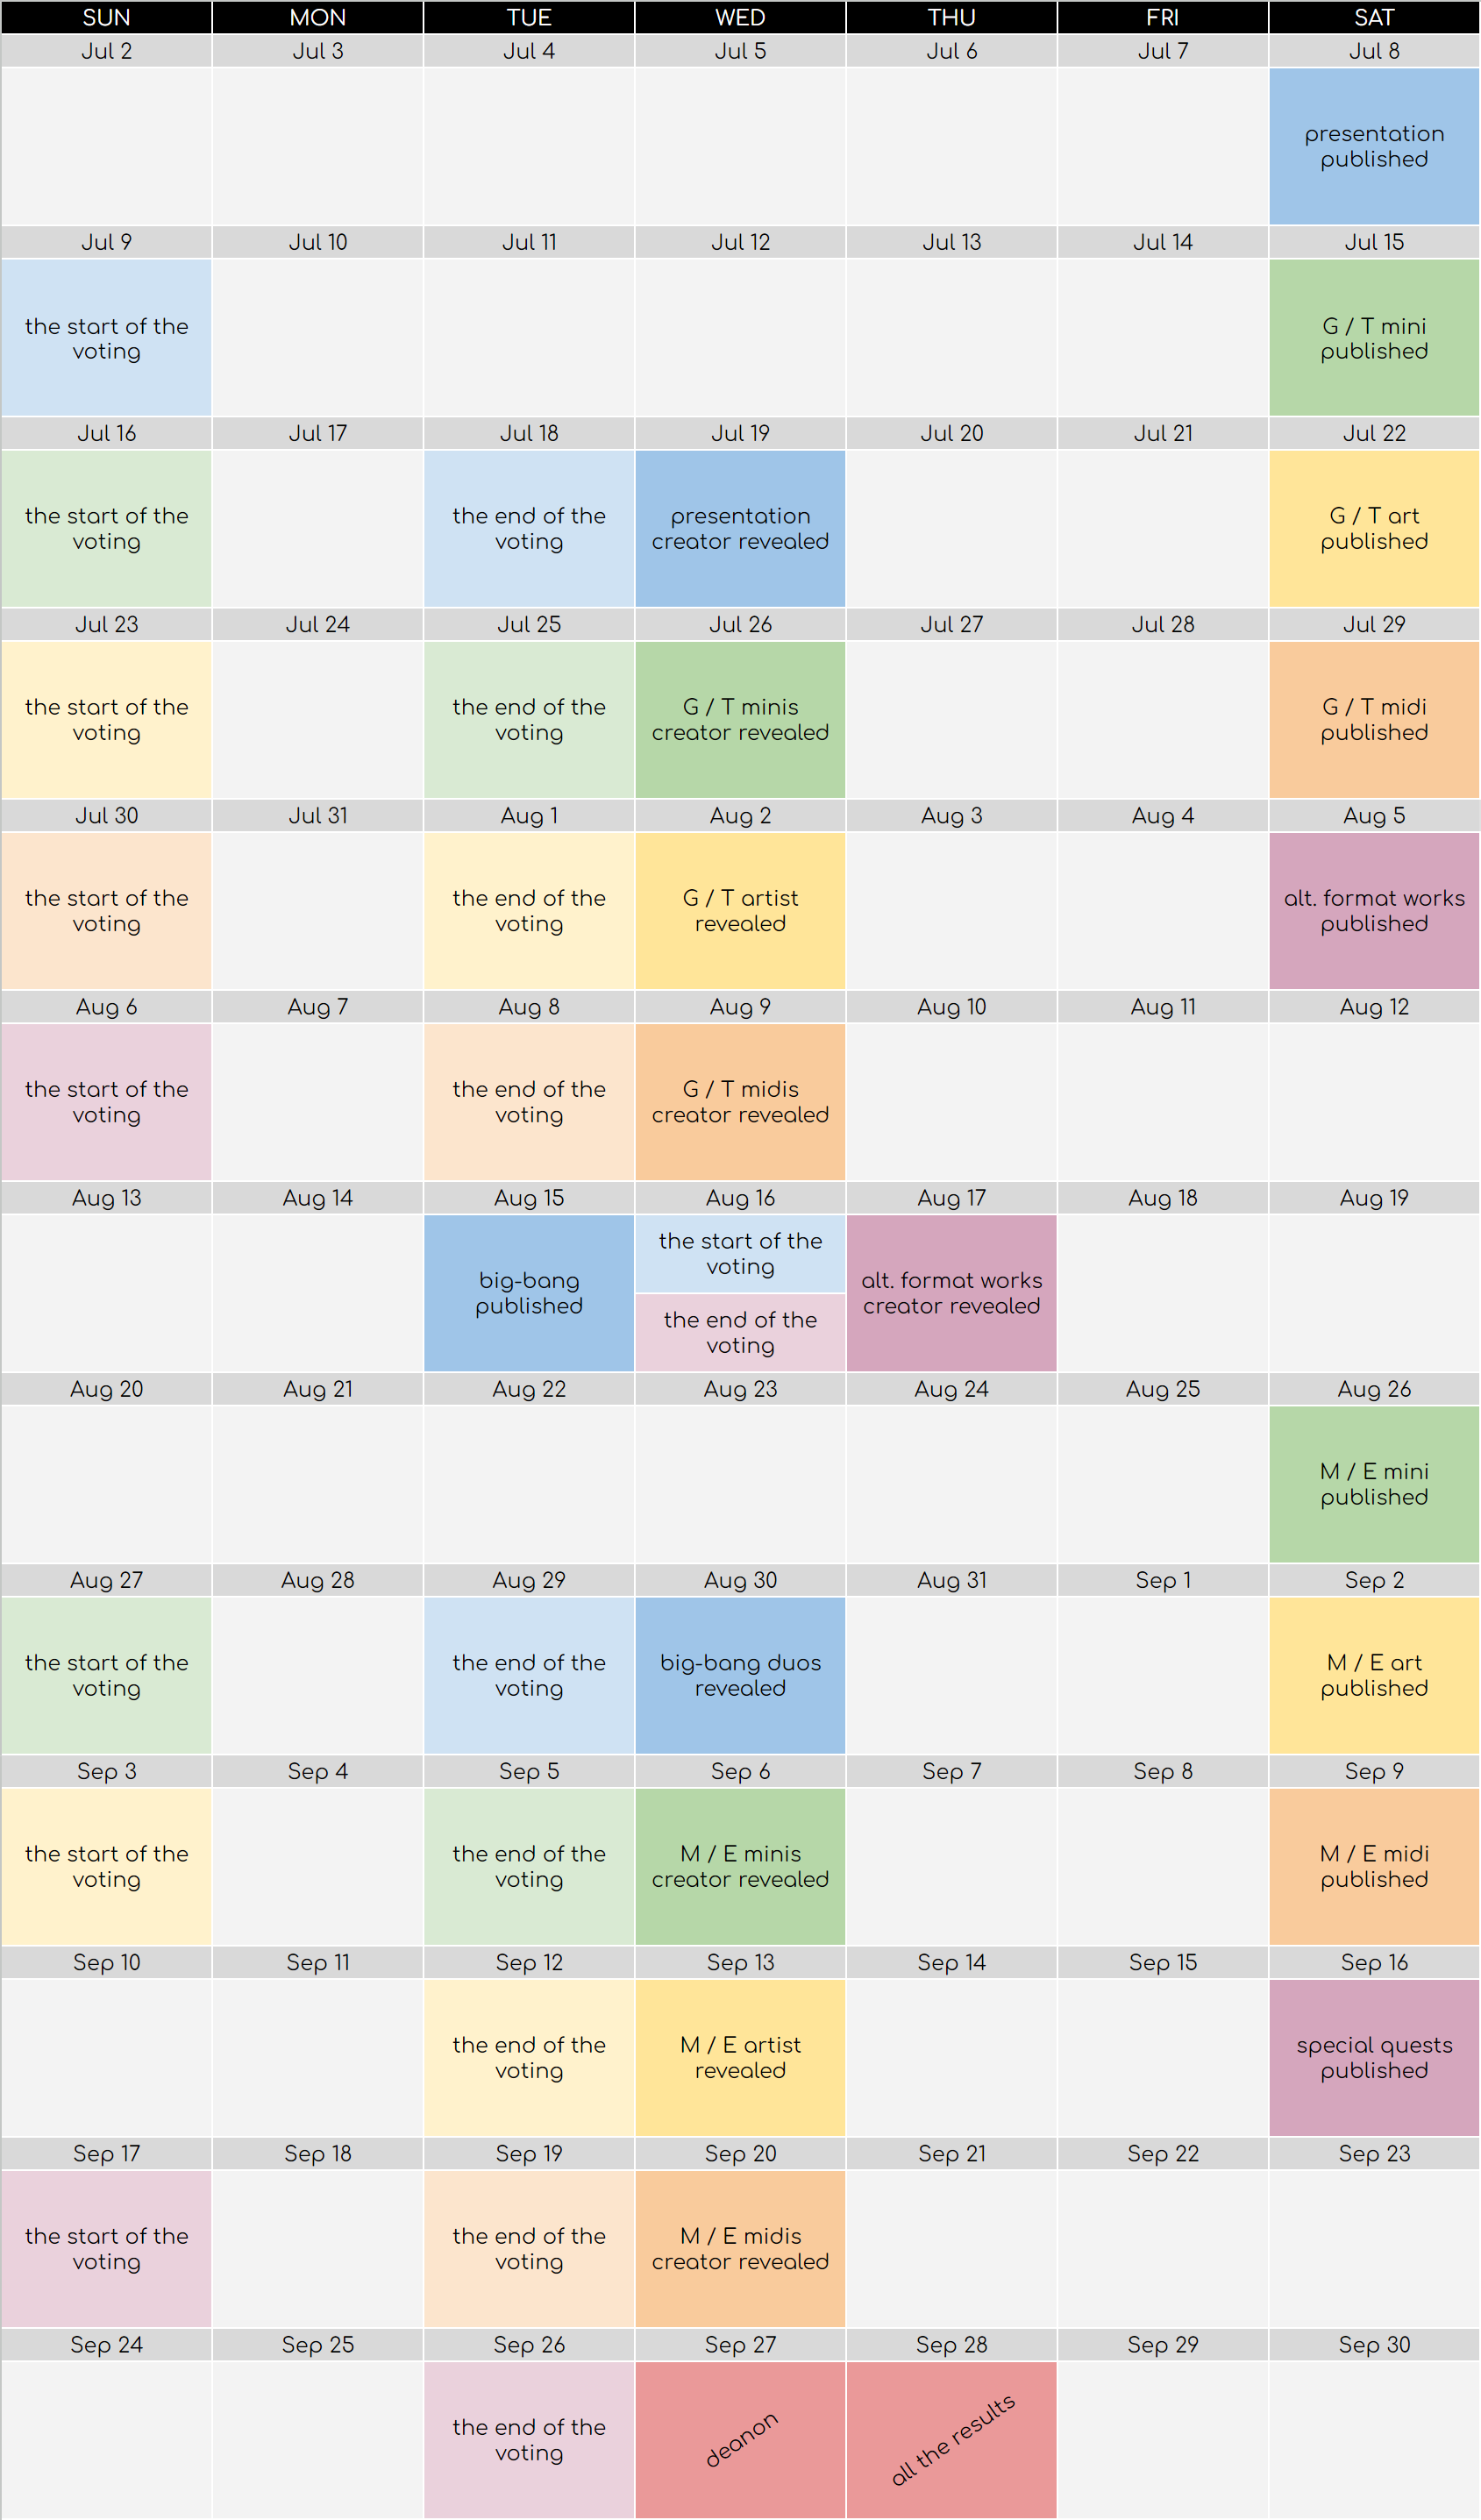 SUN MON TUE WED THU FRI SAT
Jul 2 Jul 3 Jul 4 Jul 5 Jul 6 Jul 7 Jul 8
presentation
published
Jul 9 Jul 10 Jul 11 Jul 12 Jul 13 Jul 14 Jul 15
the start of the
voting
G / T mini
published
Jul 16 Jul 17 Jul 18 Jul 19 Jul 20 Jul 21 Jul 22
the start of the
voting
the end of the
voting
presentation
creator revealed
G / T art
published
Jul 23 Jul 24 Jul 25 Jul 26 Jul 27 Jul 28 Jul 29
the start of the
voting
the end of the
voting
G / T minis
creator revealed
G / T midi
published
Jul 30 Jul 31 Aug 1 Aug 2 Aug 3 Aug 4 Aug 5
the start of the
voting
the end of the
voting
G / T artist
revealed
alt. format works
published
Aug 6 Aug 7 Aug 8 Aug 9 Aug 10 Aug 11 Aug 12
the start of the
voting
the end of the
voting
G / T midis
creator revealed
Aug 13 Aug 14 Aug 15 Aug 16 Aug 17 Aug 18 Aug 19
big-bang
published
the start of the
voting
the end of the
voting
alt. format works
creator revealed
Aug 20 Aug 21 Aug 22 Aug 23 Aug 24 Aug 25 Aug 26
M / E mini
published
Aug 27 Aug 28 Aug 29 Aug 30 Aug 31 Sep 1 Sep 2
the start of the
voting
the end of the
voting
big-bang duos
revealed
M / E art
published
Sep 3 Sep 4 Sep 5 Sep 6 Sep 7 Sep 8 Sep 9
the start of the
voting
the end of the
voting
M / E minis
creator revealed
M / E midi
published
Sep 10 Sep 11 Sep 12 Sep 13 Sep 14 Sep 15 Sep 16
the end of the
voting
M / E artist
revealed
special quests
published
Sep 17 Sep 18 Sep 19 Sep 20 Sep 21 Sep 22 Sep 23
the start of the
voting
the end of the
voting
M / E midis
creator revealed
Sep 24 Sep 25 Sep 26 Sep 27 Sep 28 Sep 29 Sep 30
the end of the
voting
deanon
all the results